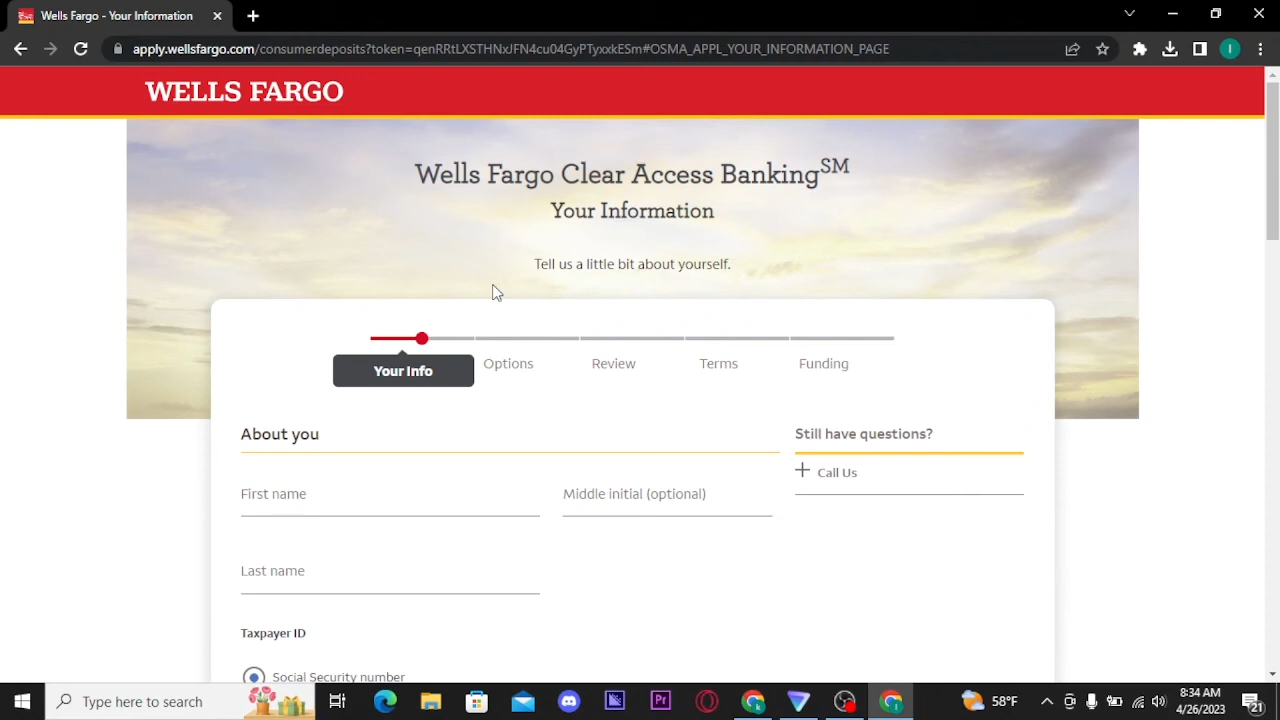 Wells Fargo - Your Information
apply.wellsfargo.com/consumerdeposits?token=qenRRtLXSTHNxJFN4cu04GyPTyxxkESm#OSMA_APPL_YOUR_INFORMATION_PAGE
I
WELLS FARGO
Wells Fargo Clear Access BankingSM
Your Information
Tell us a little bit about yourself.
Your Info
Options
Review
Terms
Funding
About you
Still have questions?
Call Us
First name
Middle initial (optional)
Last name
Taxpayer ID
Social Security number
Type here to search
Pr
58°F
8:34 AM
4/26/2023
21